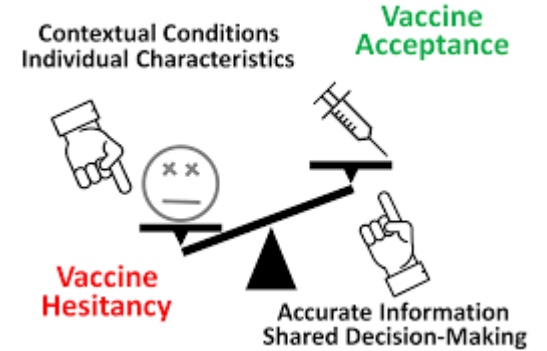 Contextual Conditions
Individual Characteristics
Vaccine
Acceptance
Vaccine
Hesitancy
Accurate Information
Shared Decision-Making